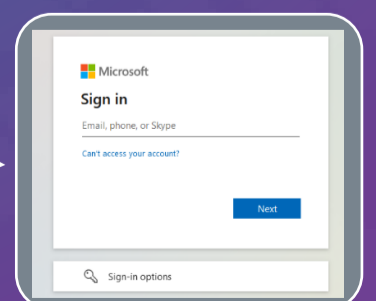 Microsoft
Sign in
Email, phone, or Skype
Can't access your account?
Next
Sign-in options